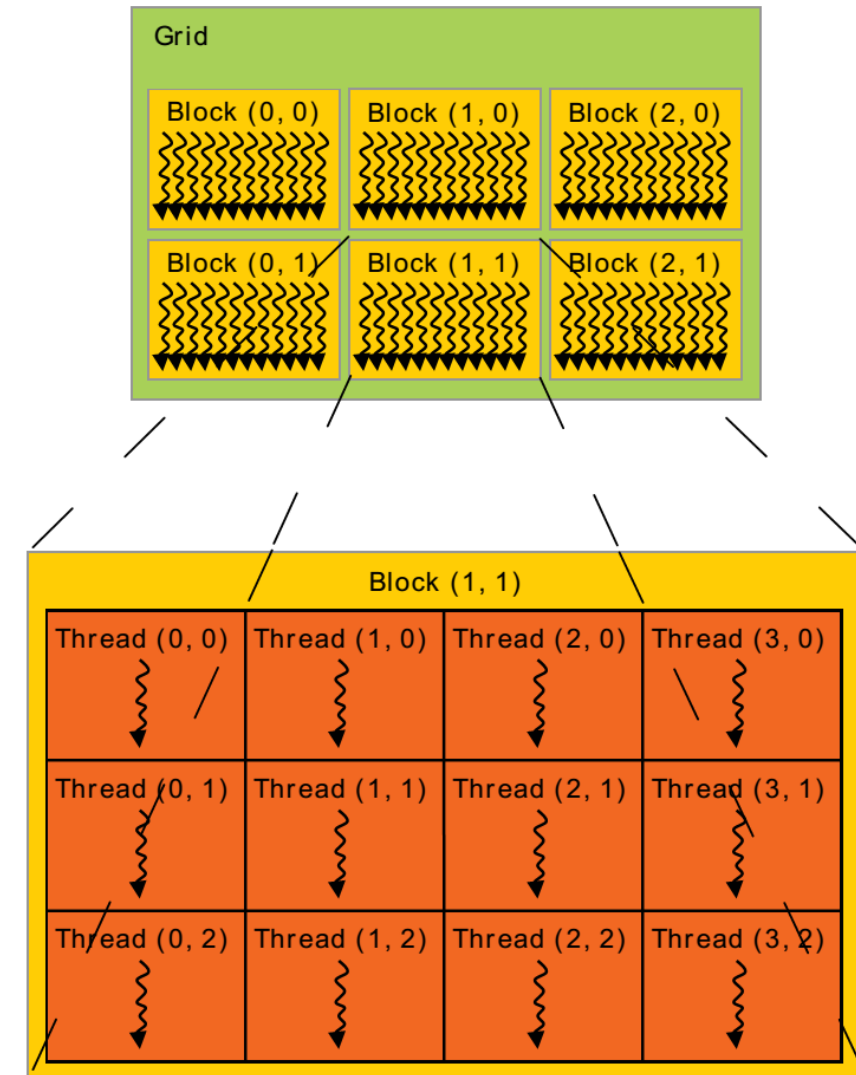 Grid
Block (0, 0) Block (1, 0) Block (2, 0)
Block (0, 1) Block (1, 1) Block (2, 1)
Block (1, 1)
Thread (0, 0) Thread (1, 0) Thread (2, 0) Thread (3, 0)
Thread (0, 1) Thread (1, 1) Thread (2, 1) Thread (3, 1)
Thread (0, 2) Thread (1, 2) Thread (2, 2) Thread (3, 2)